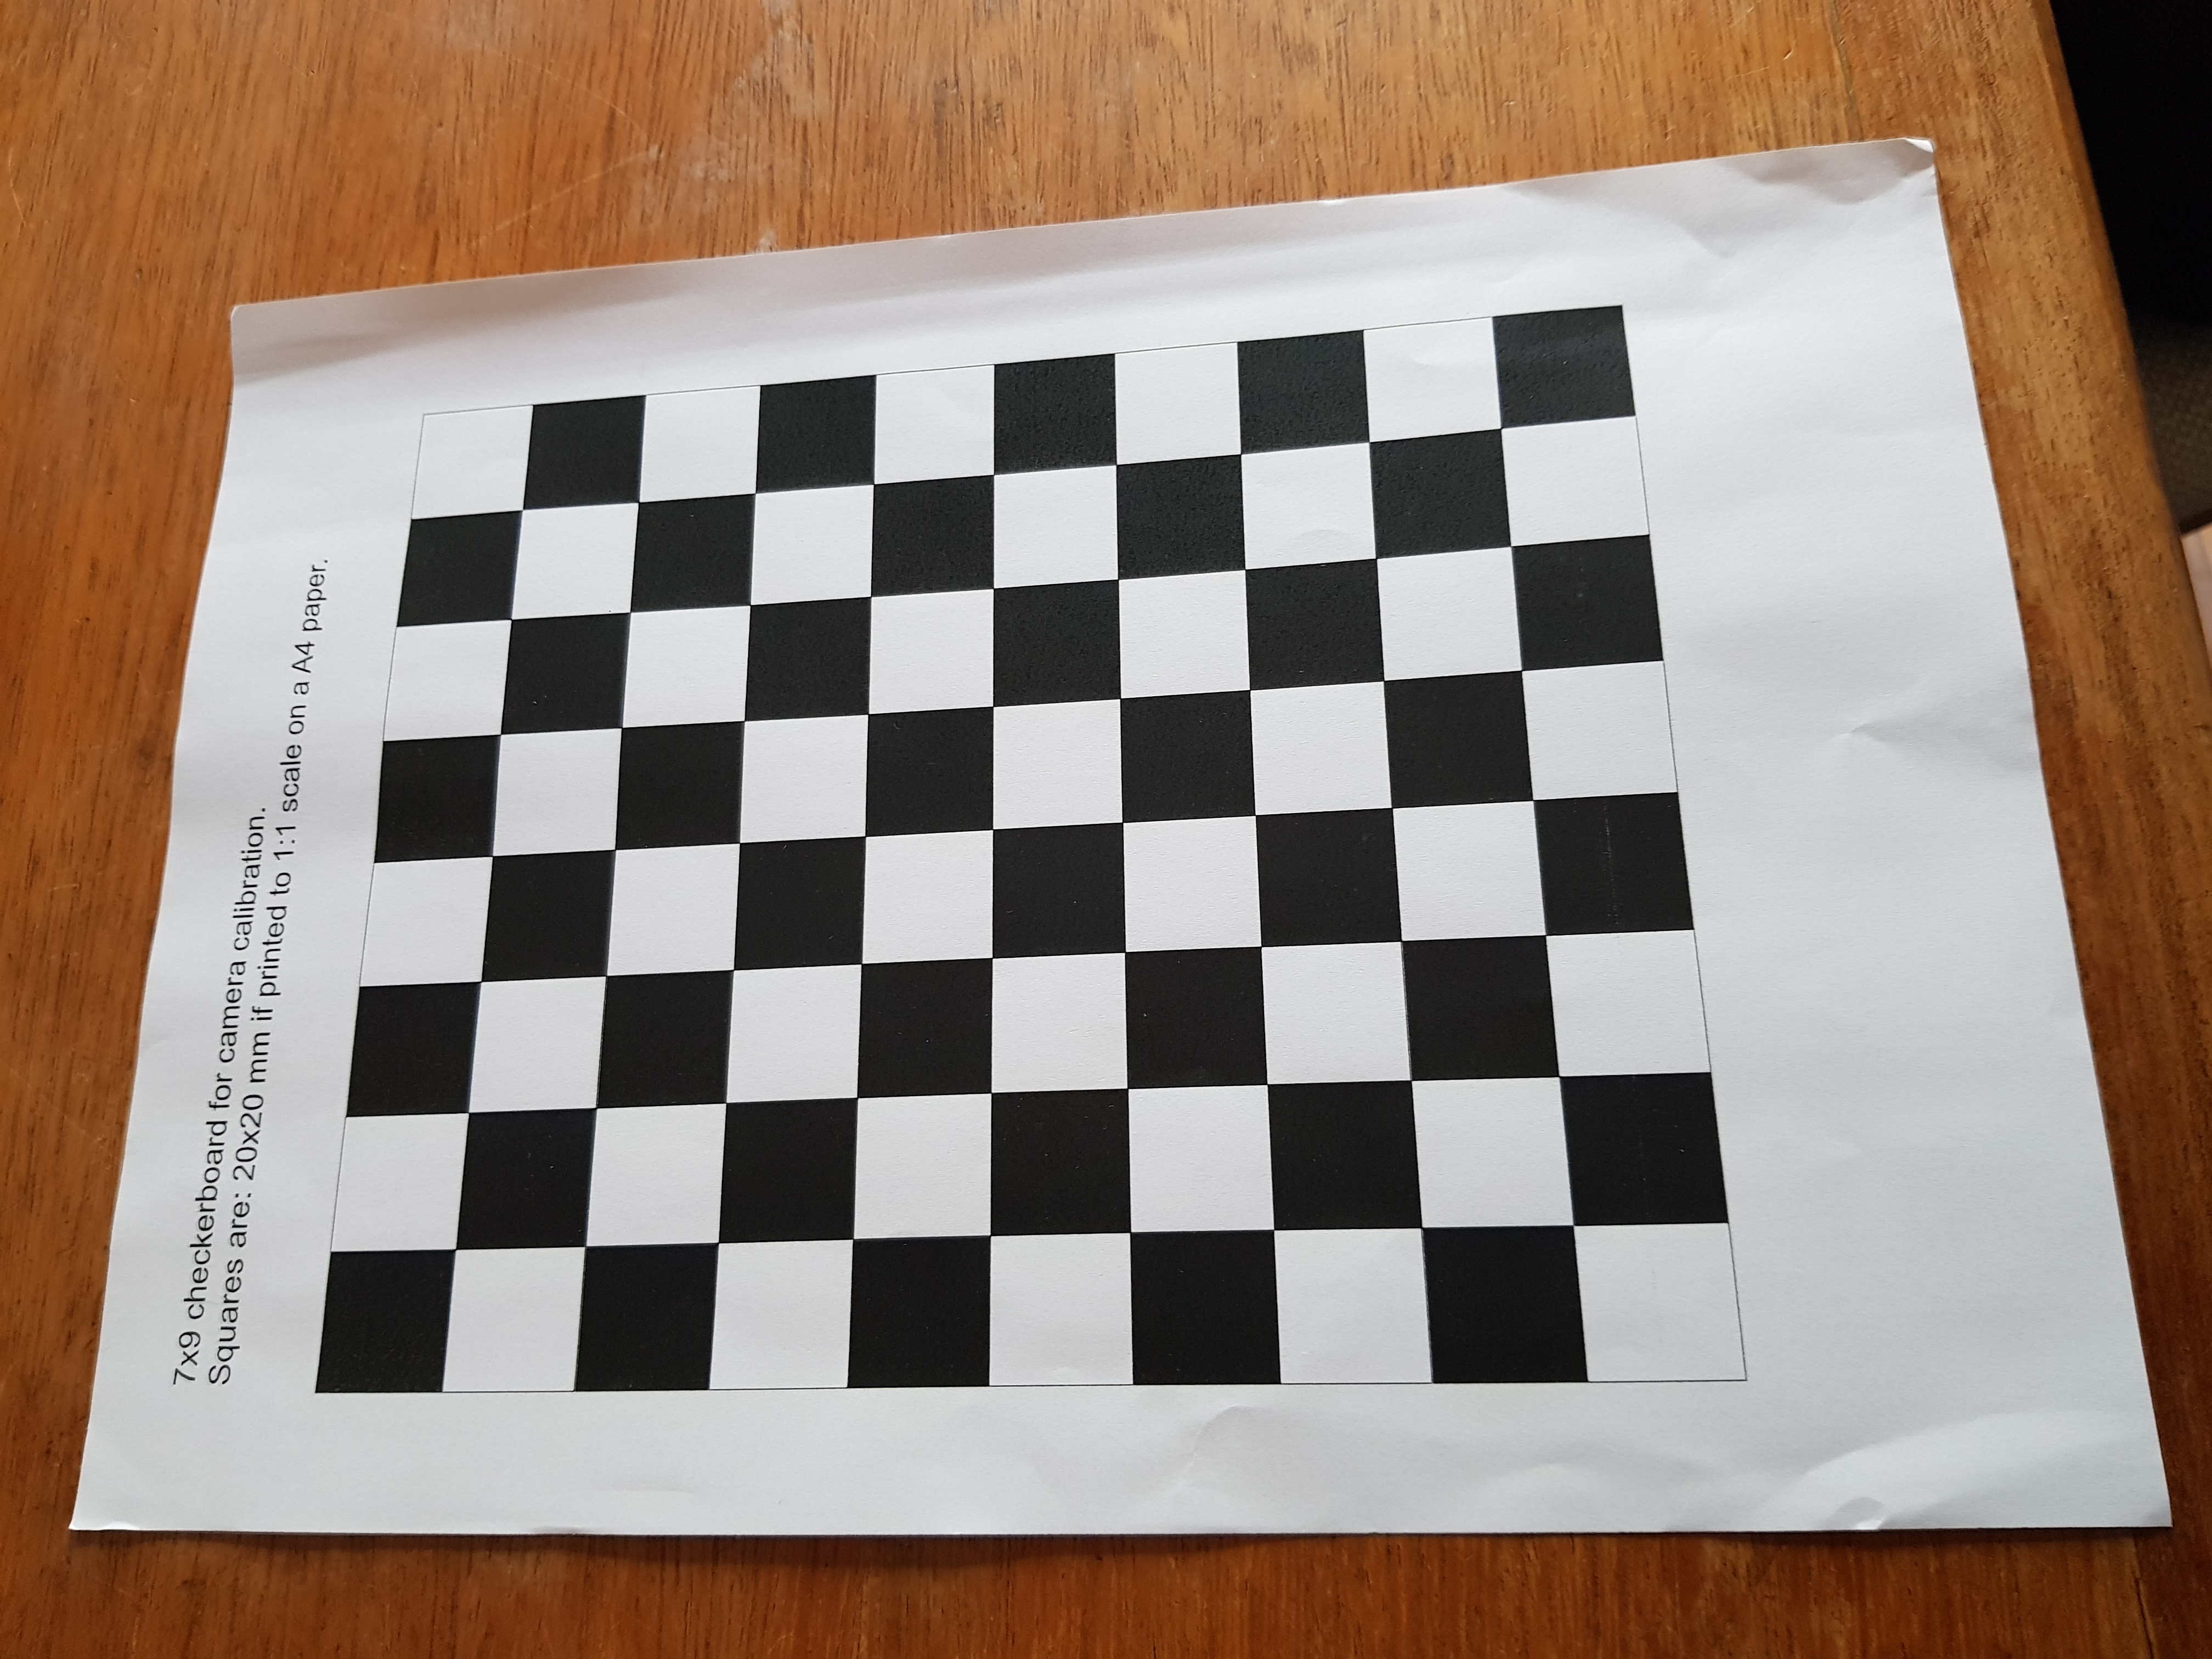 7x9 checkerboard for camera calibration.
Squares are: 20x20 mm if printed to 1:1 scale on a A4 paper.